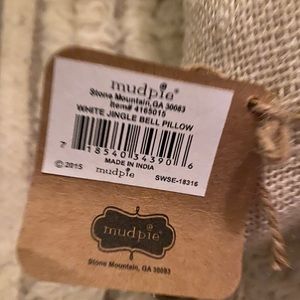 mudpie®
Stone Mountain, GA 30083
Item# 4165015
WHITE JINGLE BELL PILLOW
7 18540 34390 6
MADE IN INDIA
© 2015 mudpie
SWSE-18316
mudpie®
Stone Mountain, GA 30083